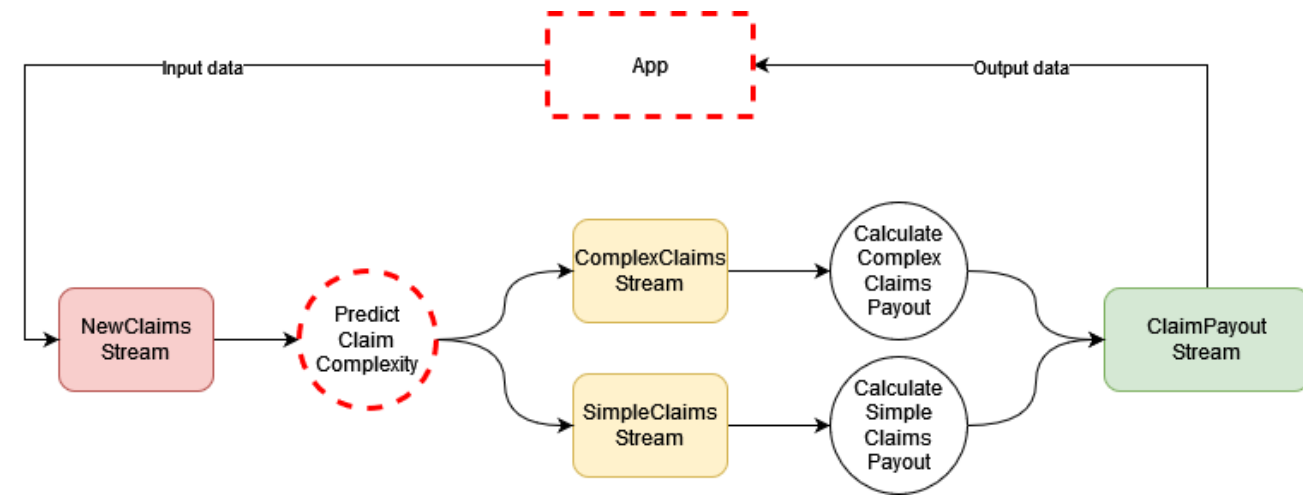 App
Input data
Output data
NewClaims
Stream
Predict
Claim
Complexity
ComplexClaims
Stream
Calculate
Complex
Claims
Payout
SimpleClaims
Stream
Calculate
Simple
Claims
Payout
ClaimPayout
Stream